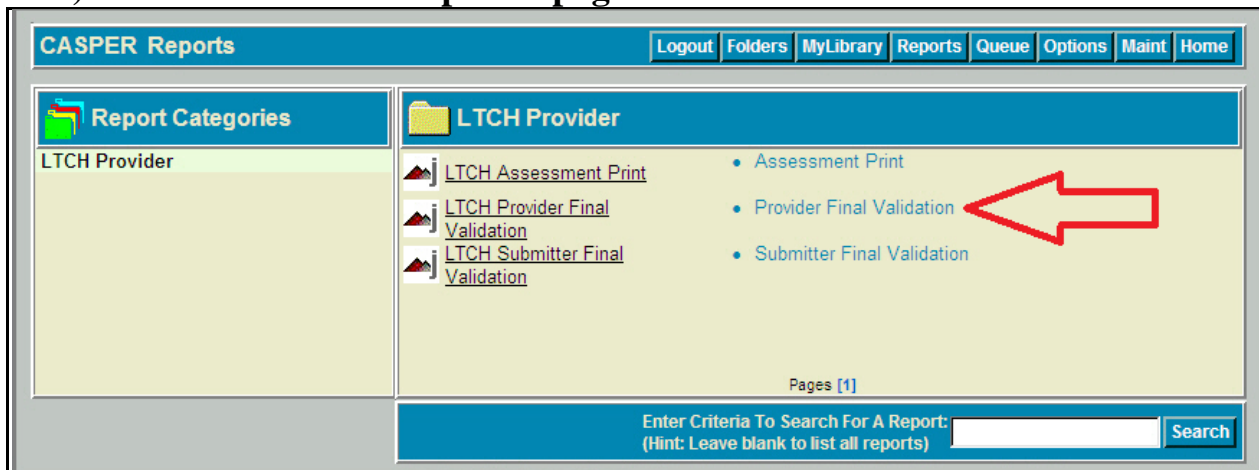 CASPER Reports
Logout Folders MyLibrary Reports Queue Options Maint Home
Report Categories
LTCH Provider
LTCH Provider
LTCH Assessment Print
• Assessment Print
LTCH Provider Final
Validation
• Provider Final Validation
LTCH Submitter Final
Validation
• Submitter Final Validation
Pages [1]
Enter Criteria To Search For A Report:
(Hint: Leave blank to list all reports)
Search